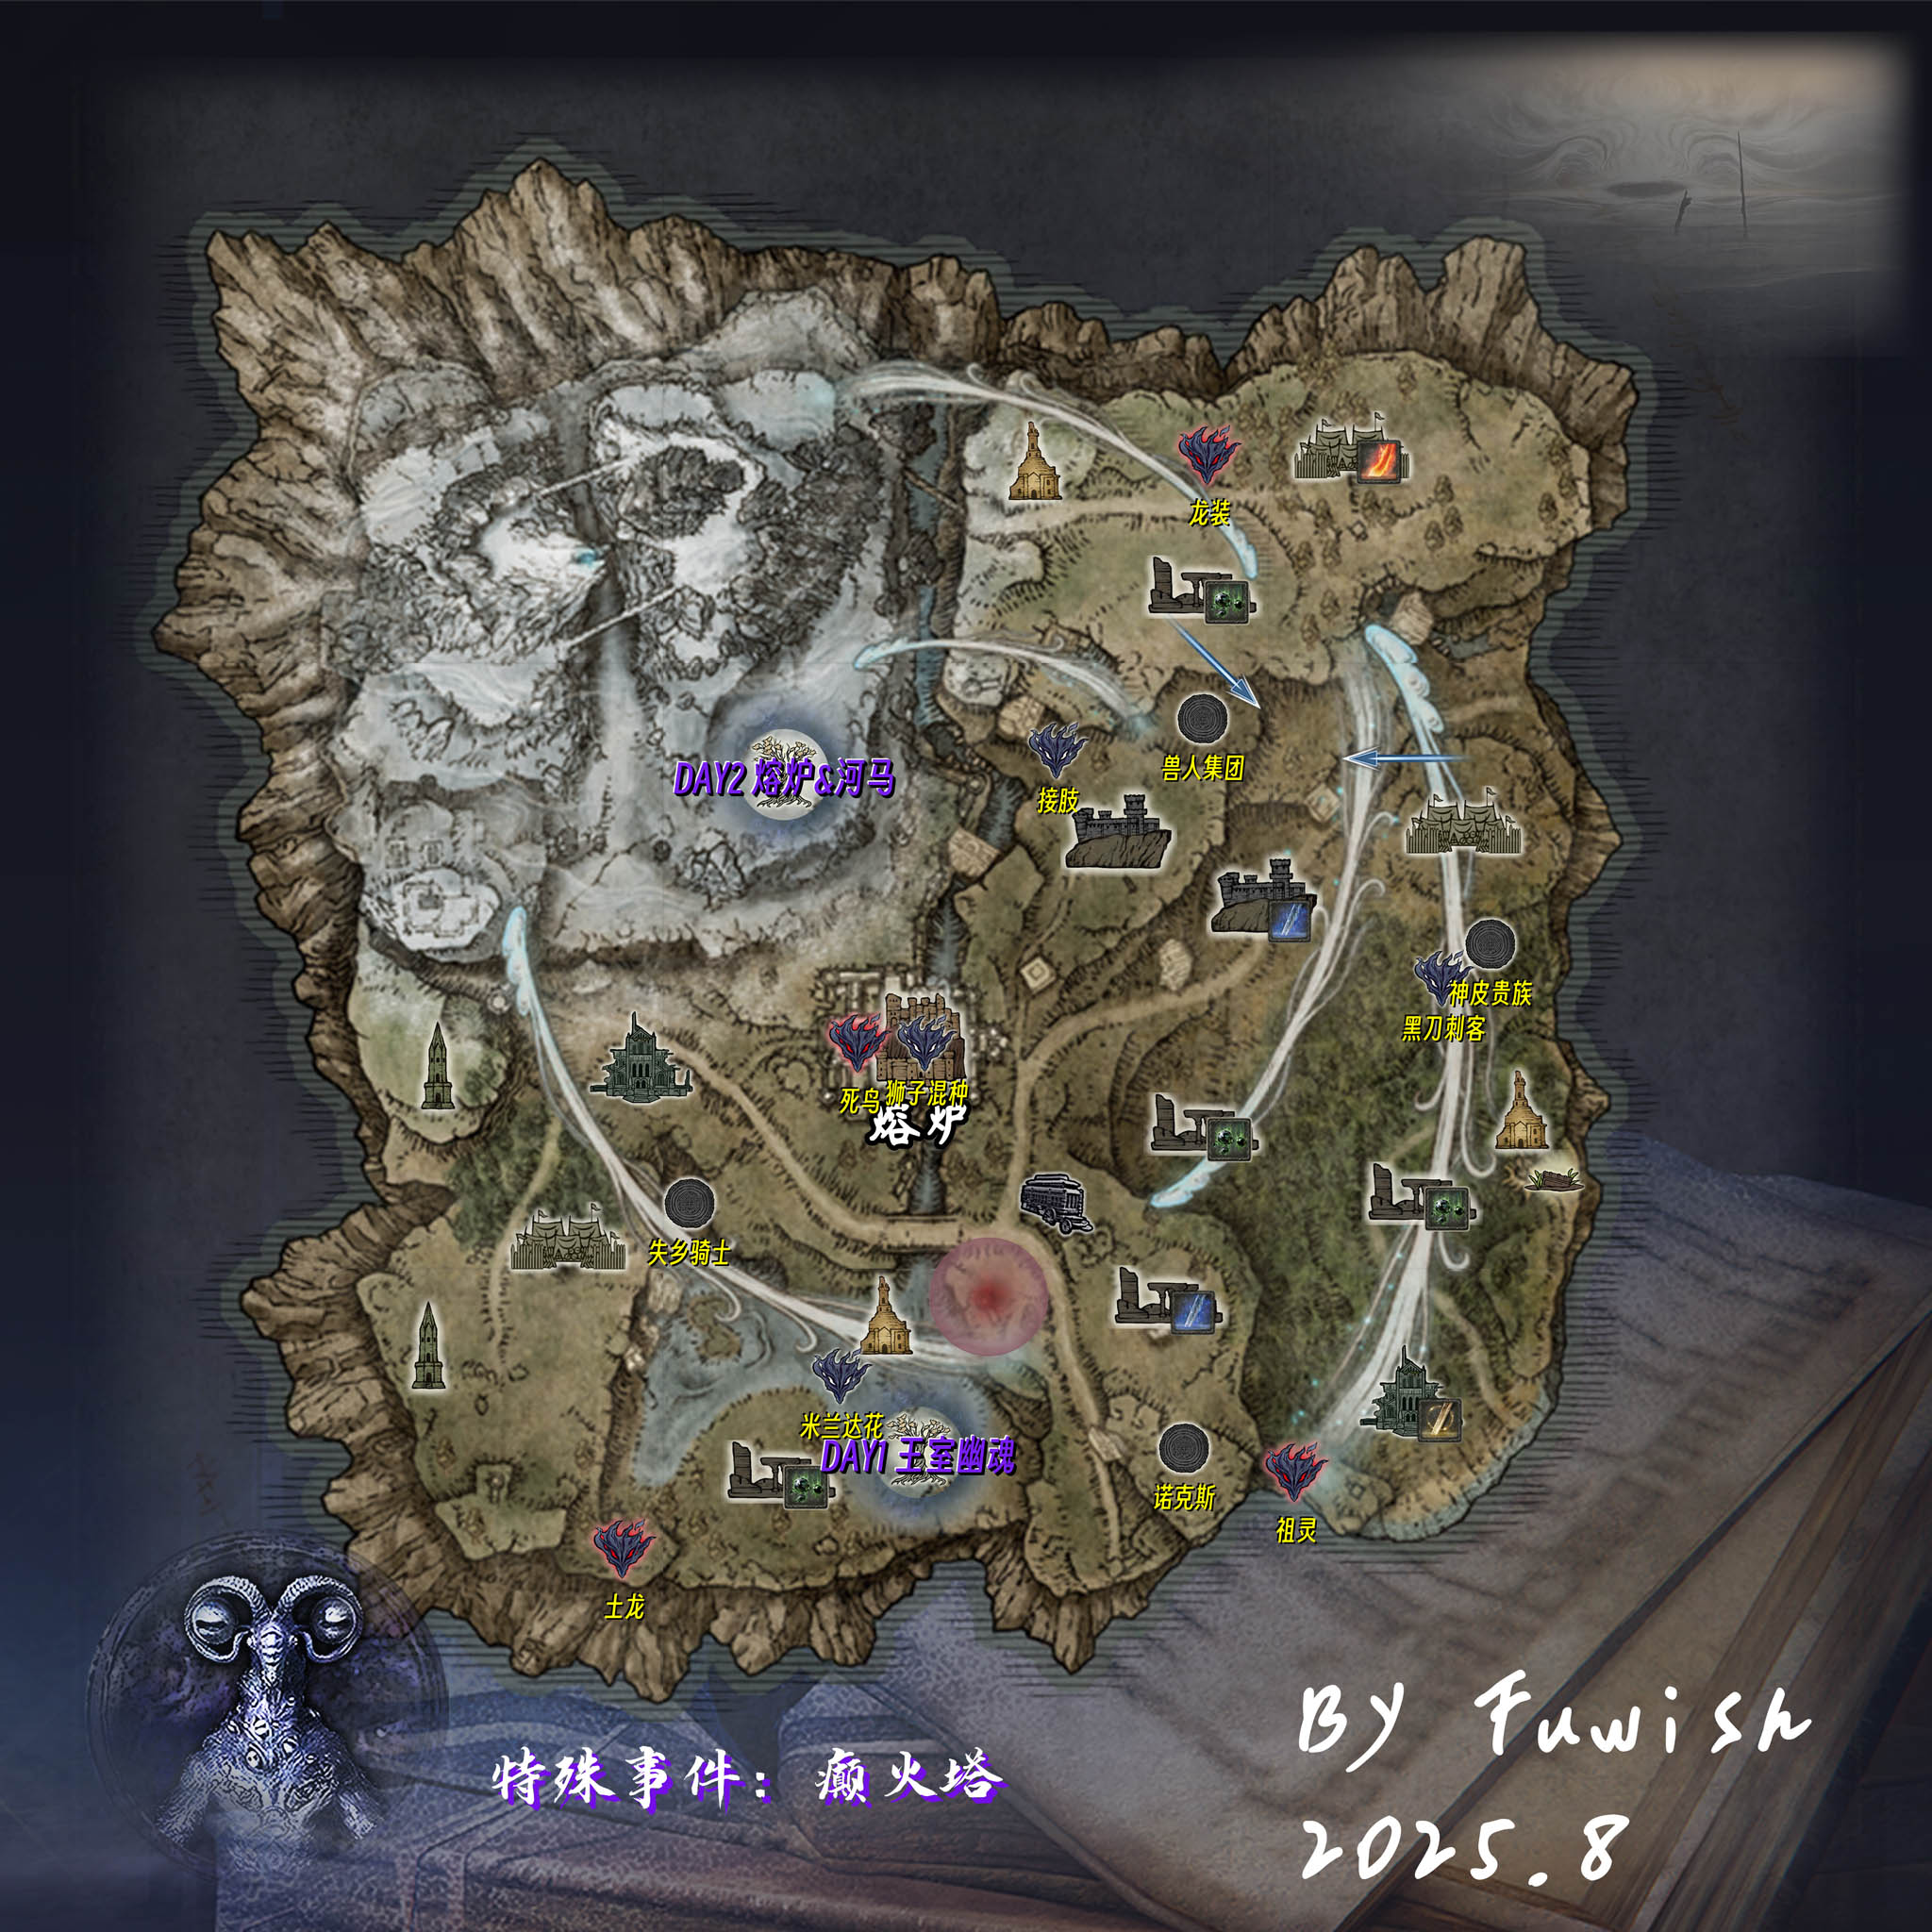 龙装
兽人集团
DAY2 熔炉&河马
接肢
神皮贵族
黑刀刺客
死鸟
狮子混种
熔炉
失乡骑士
米兰达花
DAY1 王室幽魂
诺克斯
祖灵
土龙
特殊事件：癫火塔
BY Fuwish
2025.8